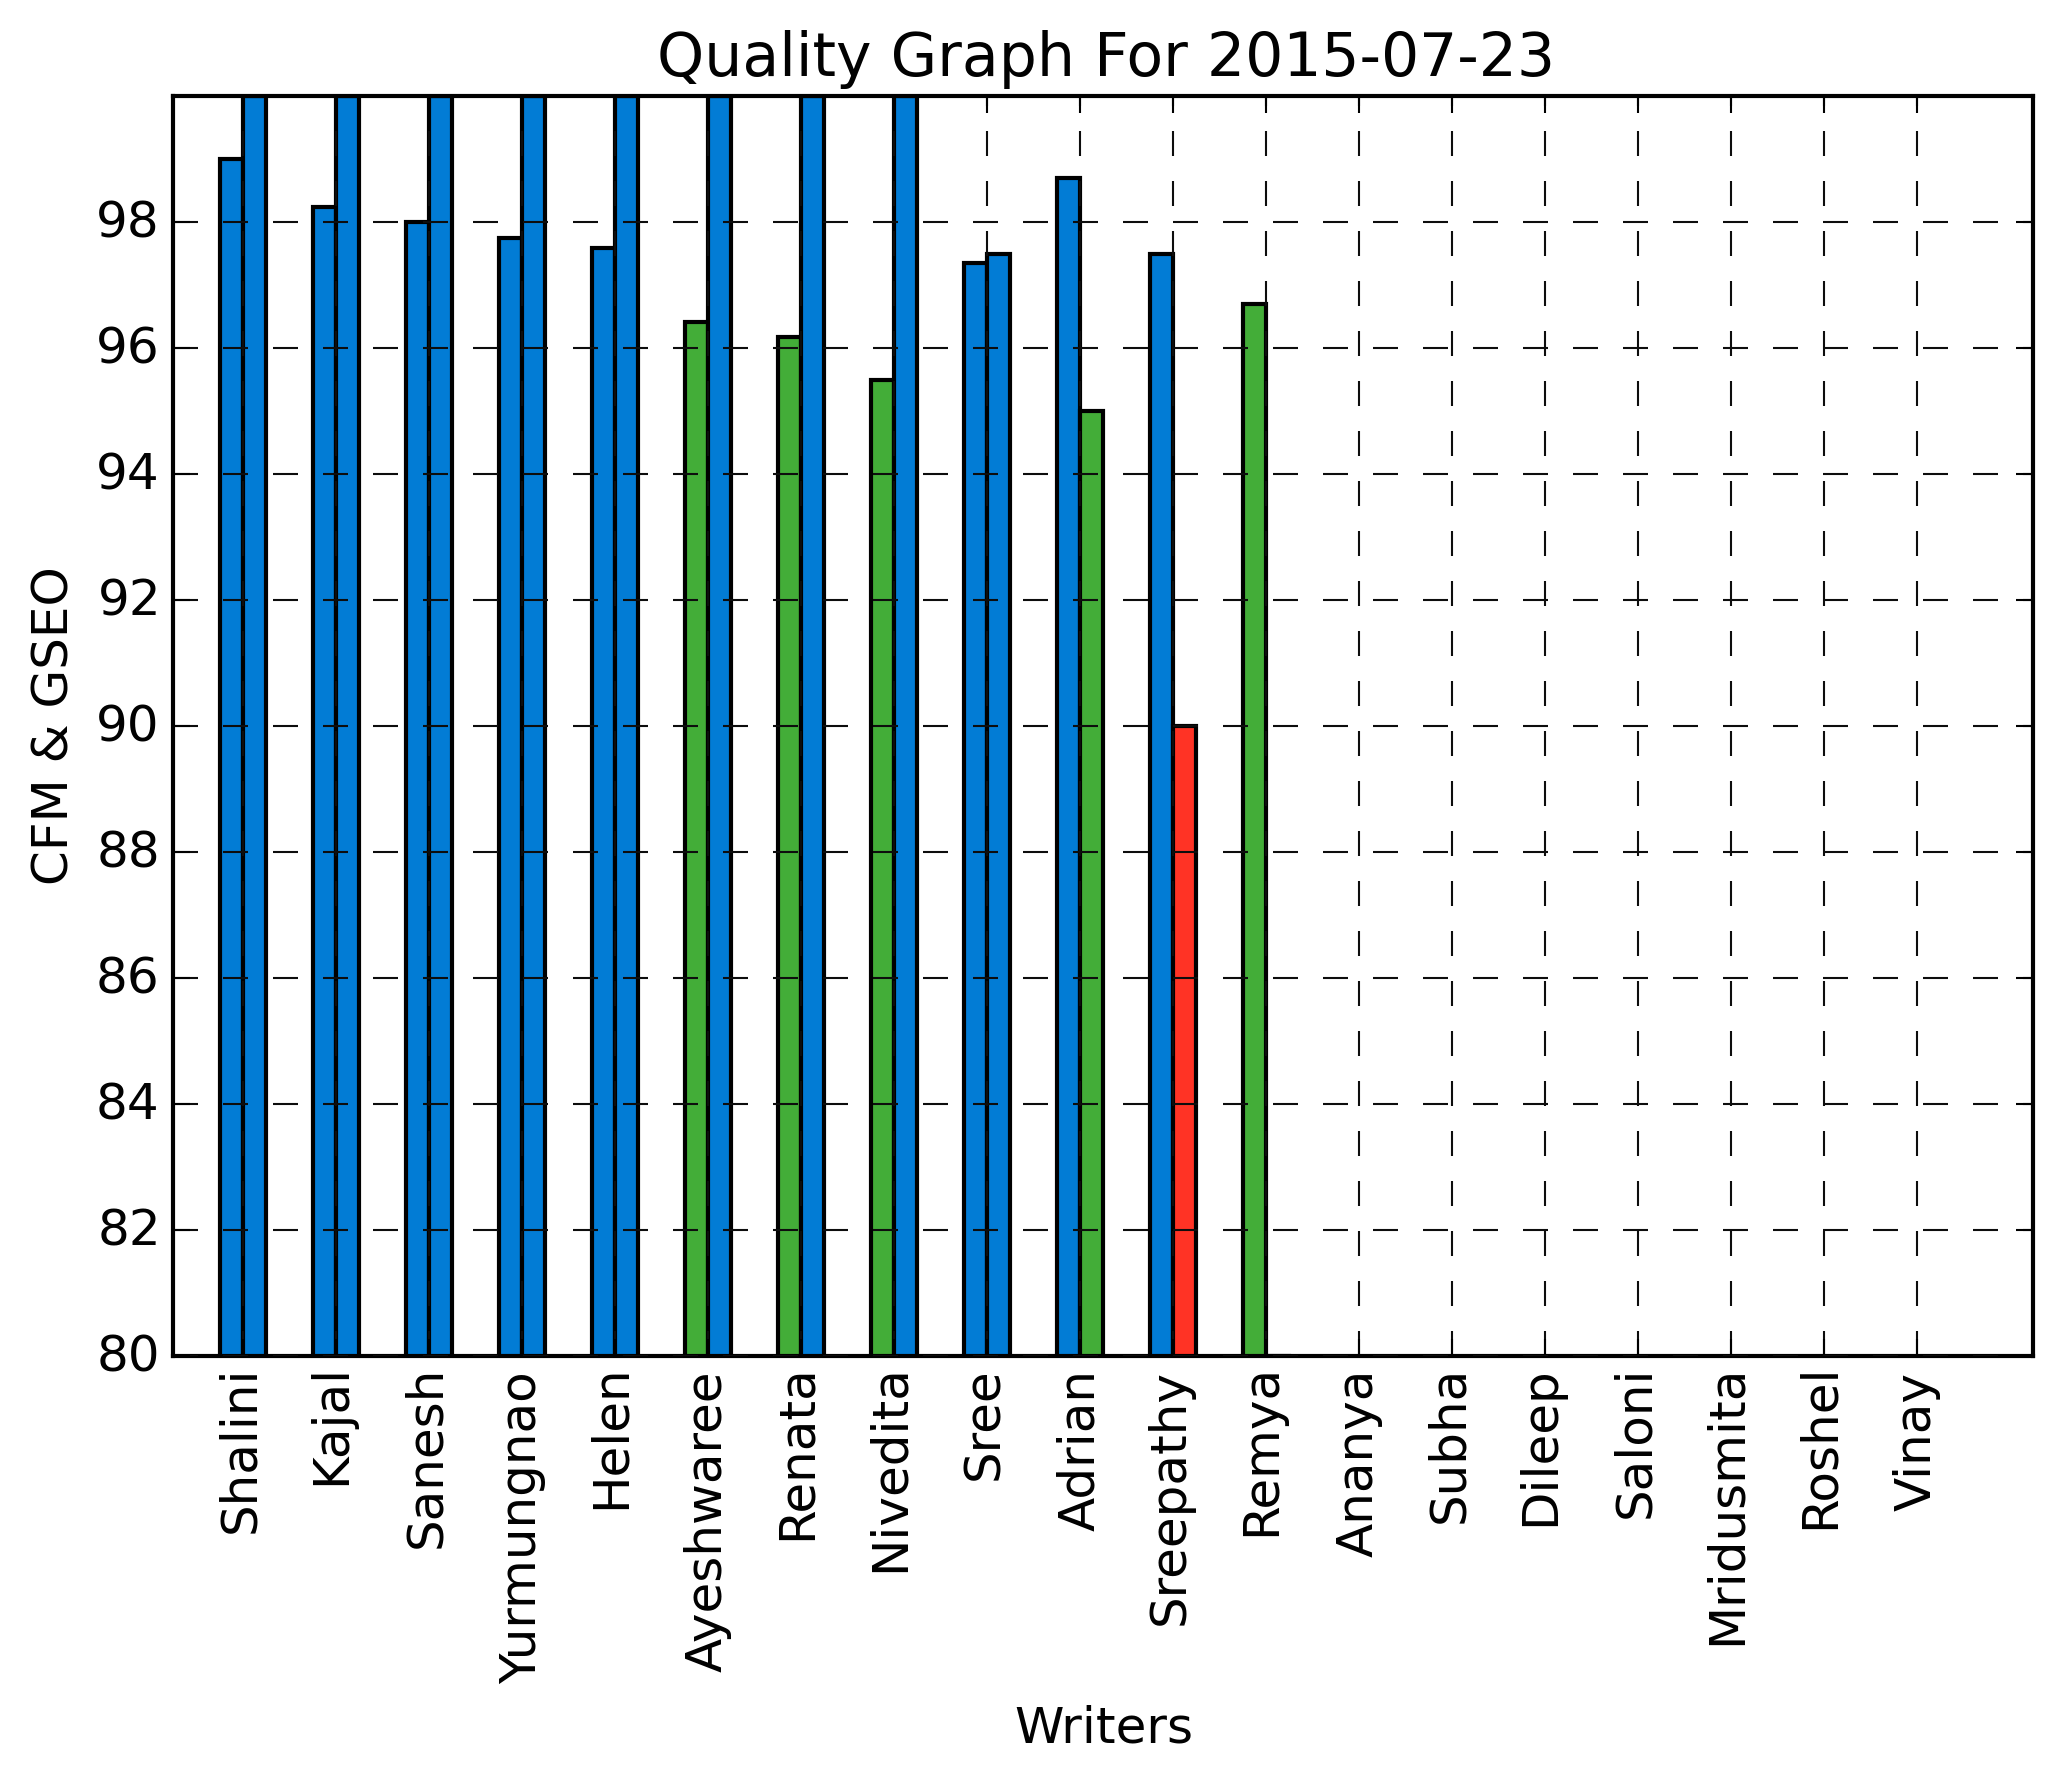 Quality Graph For 2015-07-23
98
96
94
92
90
88
86
84
82
80
CFM & GSEO
Shalini
Kajal
Sanesh
Yurmungnao
Helen
Ayeshwaree
Renata
Nivedita
Sree
Adrian
Sreepathy
Remya
Ananya
Subha
Dileep
Saloni
Mridusmita
Roshel
Vinay
Writers